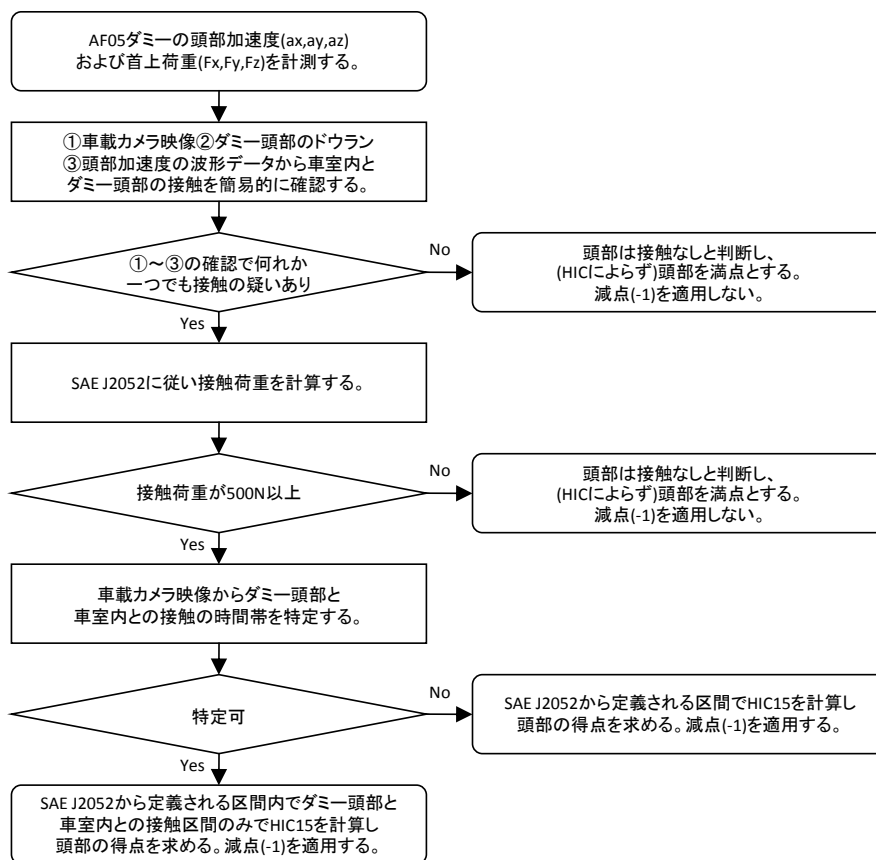 AF05ダミーの頭部加速度(ax,ay,az)
および首上荷重(Fx,Fy,Fz)を計測する。
①車載カメラ映像②ダミー頭部のドウラン
③頭部加速度の波形データから車室内と
ダミー頭部の接触を簡易的に確認する。
①～③の確認で何れか
一つでも接触の疑いあり
No
頭部は接触なしと判断し、
(HICによらず)頭部を満点とする。
減点(-1)を適用しない。
Yes
SAE J2052に従い接触荷重を計算する。
接触荷重が500N以上
No
頭部は接触なしと判断し、
(HICによらず)頭部を満点とする。
減点(-1)を適用しない。
Yes
車載カメラ映像からダミー頭部と
車室内との接触の時間帯を特定する。
特定可
No
SAE J2052から定義される区間でHIC15を計算し
頭部の得点を求める。減点(-1)を適用する。
Yes
SAE J2052から定義される区間内でダミー頭部と
車室内との接触区間のみでHIC15を計算し
頭部の得点を求める。減点(-1)を適用する。